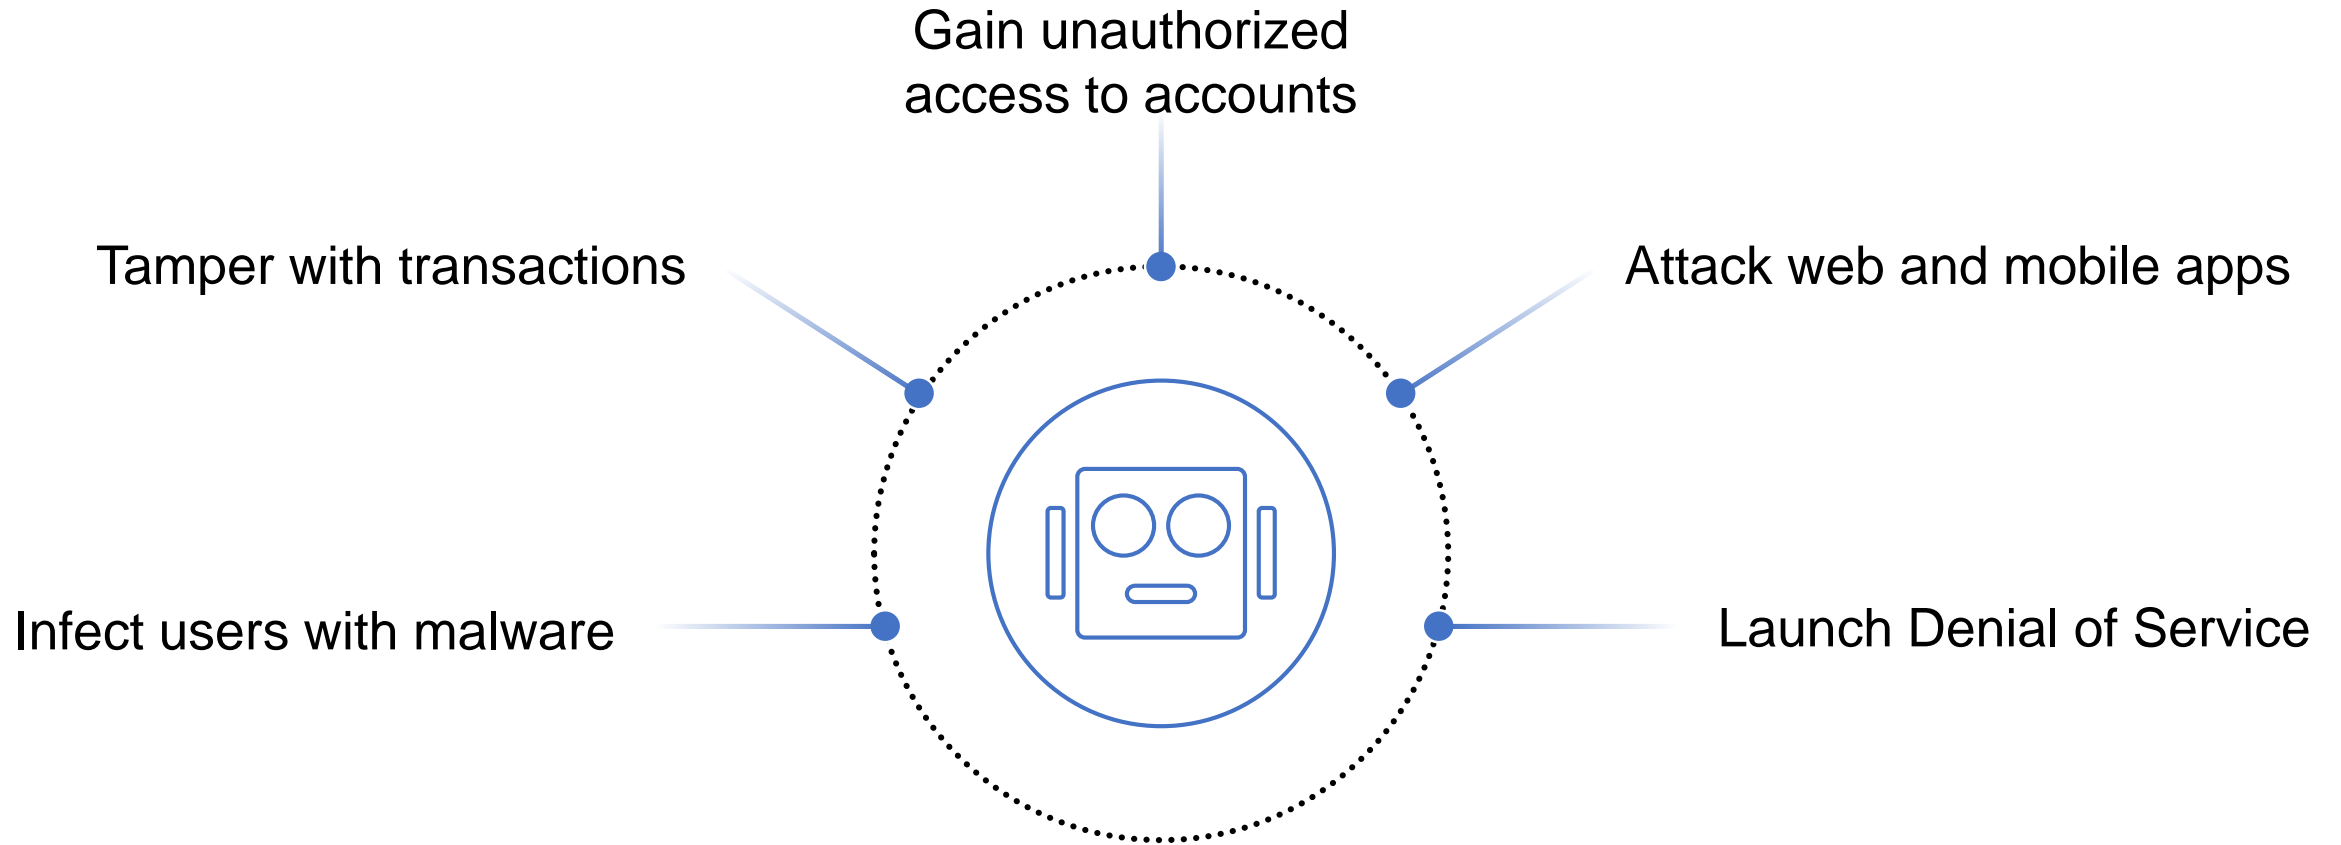 Gain unauthorized
access to accounts
Tamper with transactions
Attack web and mobile apps
Infect users with malware
Launch Denial of Service